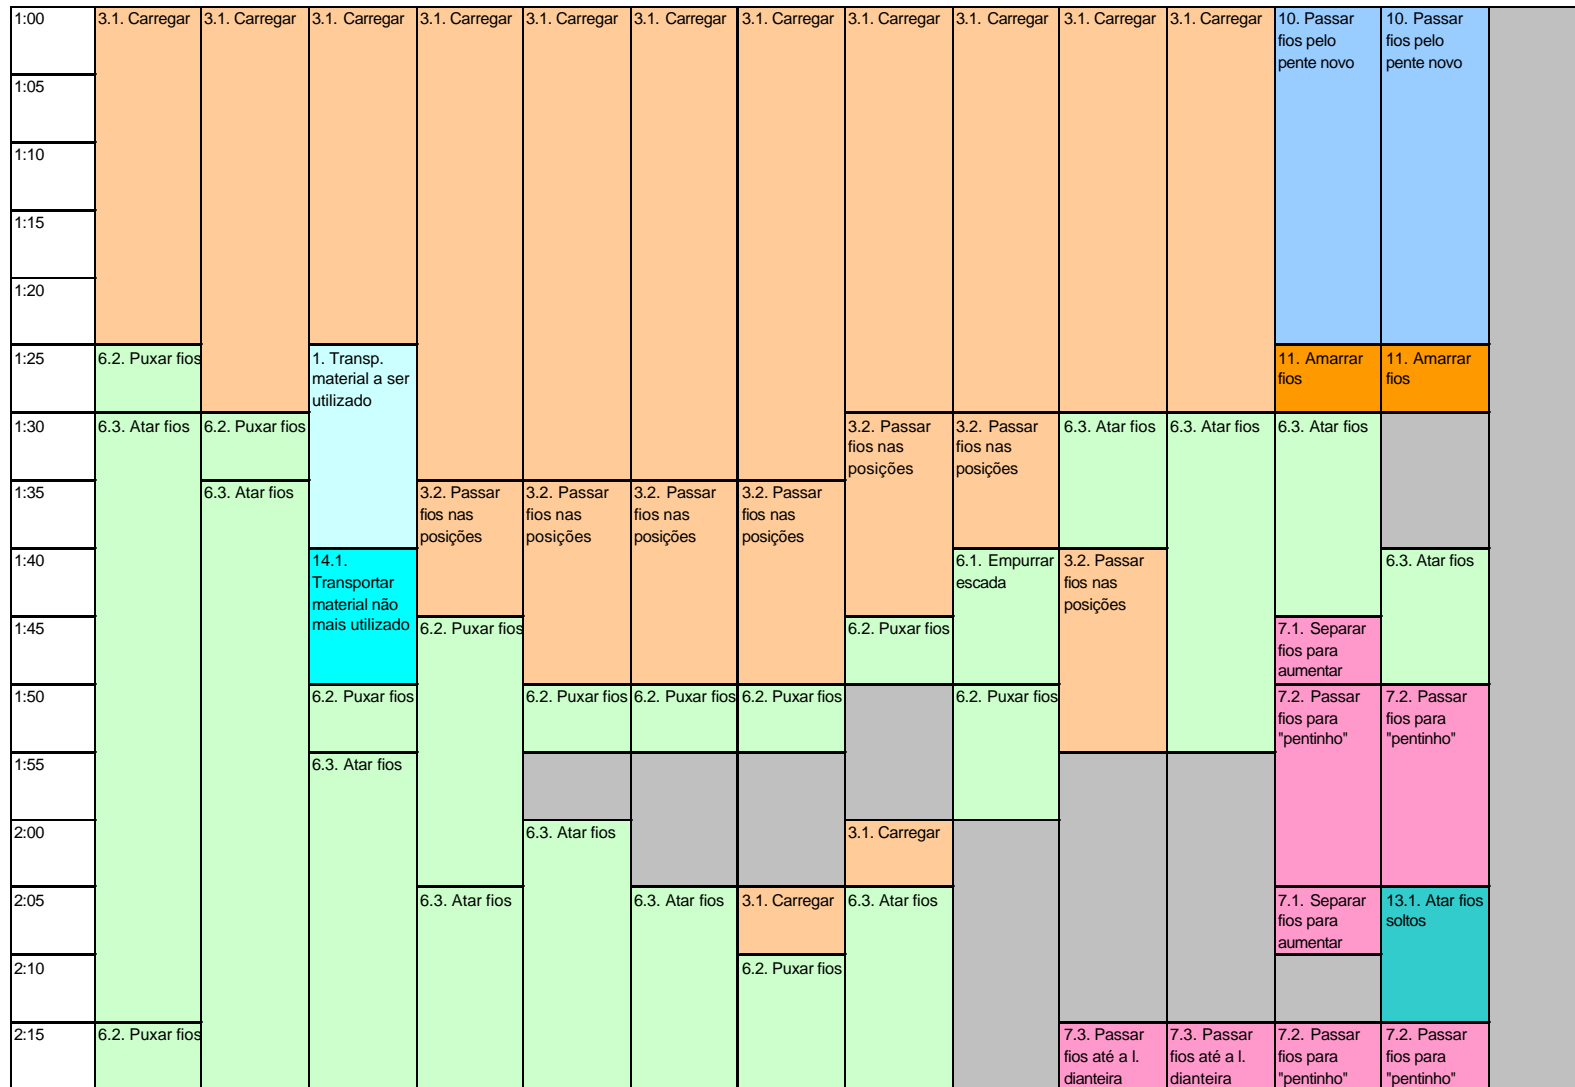 1:00 3.1. Carregar 3.1. Carregar 3.1. Carregar 3.1. Carregar 3.1. Carregar 3.1. Carregar 3.1. Carregar 3.1. Carregar 3.1. Carregar 3.1. Carregar 3.1. Carregar 10. Passar 10. Passar
fios pelo fios pelo
pente novo pente novo
1:05
1:10
1:15
1:20
1:25 6.2. Puxar fios 1. Transp. 11. Amarrar 11. Amarrar
material a ser fios fios
utilizado
1:30 6.3. Atar fios 6.2. Puxar fios 3.2. Passar 3.2. Passar 6.3. Atar fios 6.3. Atar fios 6.3. Atar fios
fios nas fios nas
posições posições
1:35 6.3. Atar fios 3.2. Passar 3.2. Passar 3.2. Passar 3.2. Passar
fios nas fios nas fios nas fios nas
posições posições posições posições
1:40 14.1. 6.1. Empurrar 3.2. Passar 6.3. Atar fios
Transportar escada fios nas
material não posições
mais utilizado
1:45 6.2. Puxar fios 6.2. Puxar fios 7.1. Separar
fios para
aumentar
1:50 6.2. Puxar fios 6.2. Puxar fios 6.2. Puxar fios 6.2. Puxar fios 6.2. Puxar fios 7.2. Passar 7.2. Passar
fios para fios para
"pentinho" "pentinho"
1:55 6.3. Atar fios
2:00 6.3. Atar fios 3.1. Carregar
2:05 6.3. Atar fios 6.3. Atar fios 3.1. Carregar 6.3. Atar fios 7.1. Separar 13.1. Atar fios
fios para soltos
aumentar
2:10 6.2. Puxar fios
2:15 6.2. Puxar fios 7.3. Passar 7.3. Passar 7.2. Passar 7.2. Passar
fios até a l. fios até a l. fios para fios para
dianteira dianteira "pentinho" "pentinho"